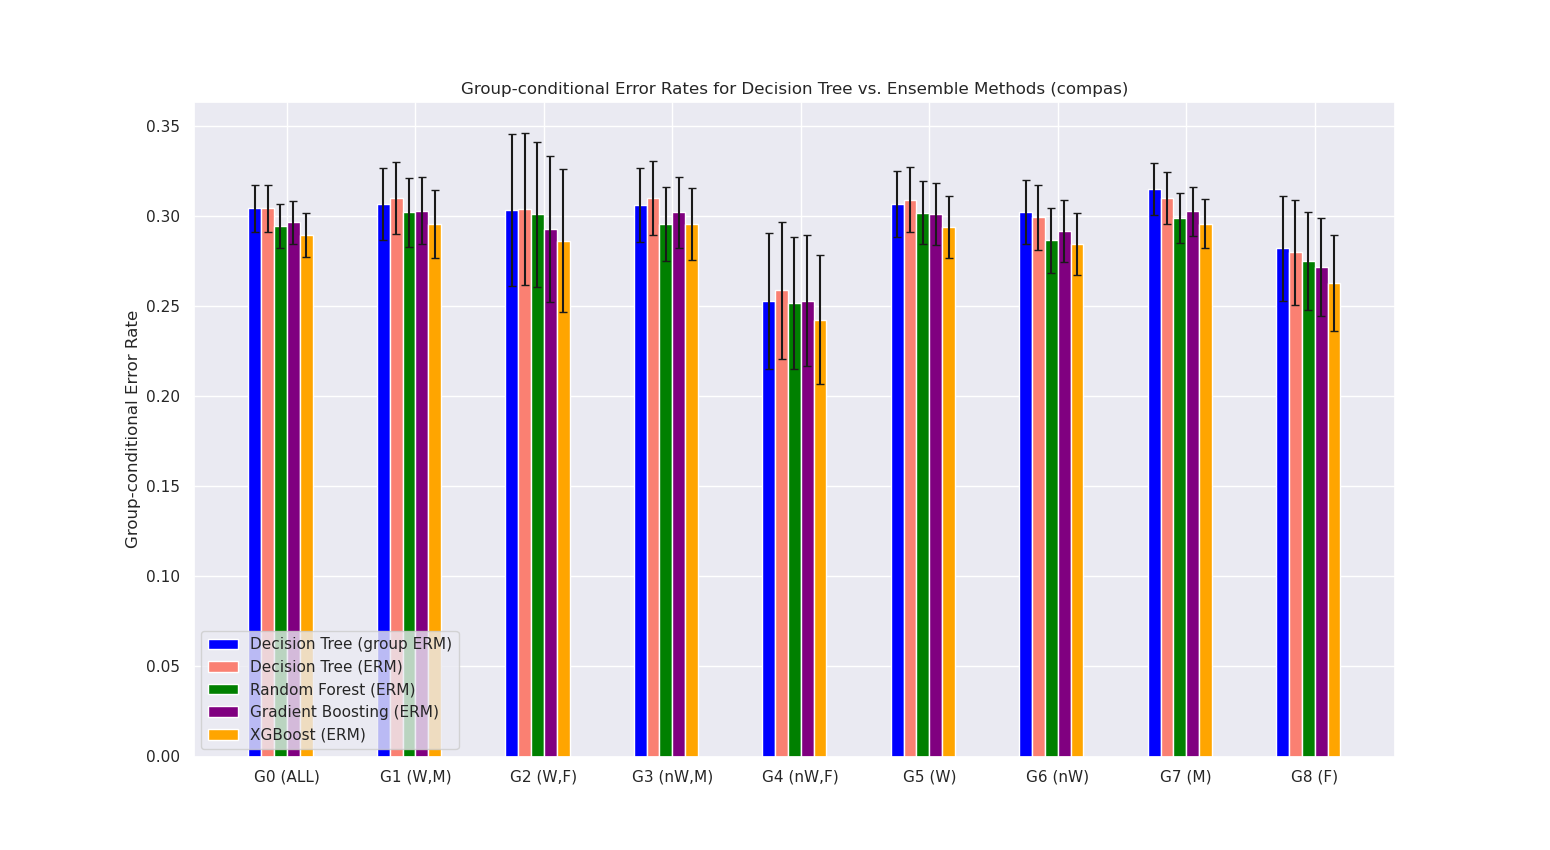 Group-conditional Error Rates for Decision Tree vs. Ensemble Methods (compas)
Group-conditional Error Rate
0.35
0.30
0.25
0.20
0.15
0.10
0.05
0.00
Decision Tree (group ERM)
Decision Tree (ERM)
Random Forest (ERM)
Gradient Boosting (ERM)
XGBoost (ERM)
G0 (ALL) G1 (W,M) G2 (W,F) G3 (nW,M) G4 (nW,F) G5 (W) G6 (nW) G7 (M) G8 (F)